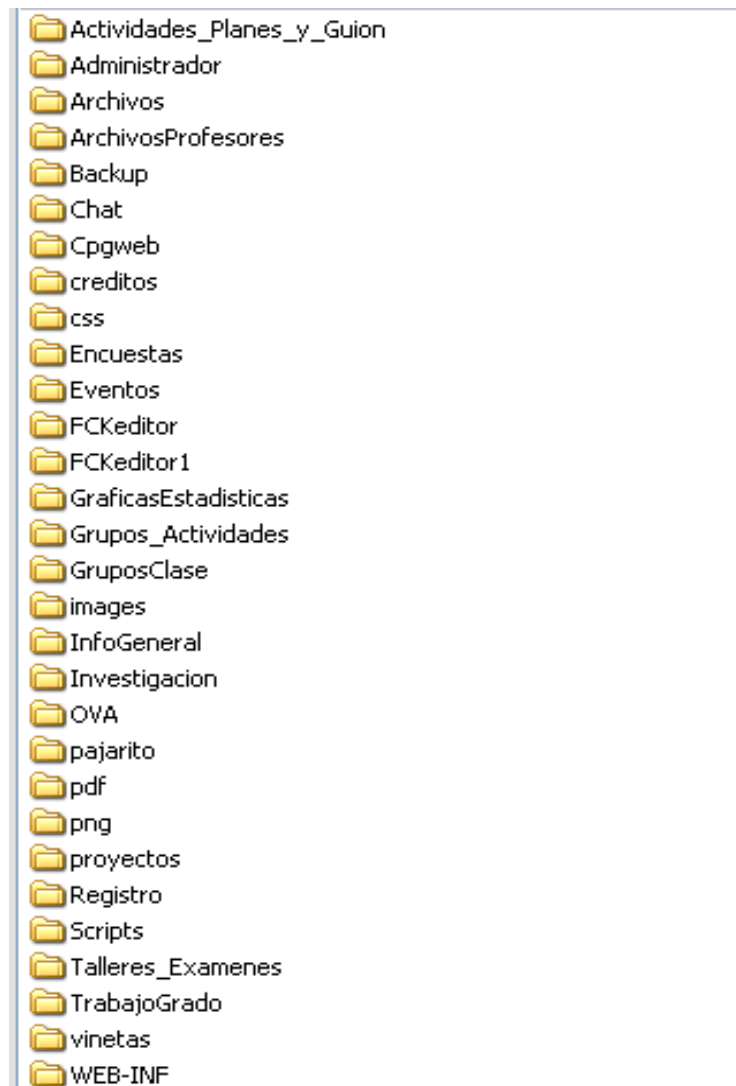 Actividades_Planes_y_Guion
Administrador
Archivos
ArchivosProfesores
Backup
Chat
Cpgweb
creditos
css
Encuestas
Eventos
FCKeditor
FCKeditor1
GraficasEstadisticas
Grupos_Actividades
GruposClase
images
InfoGeneral
Investigacion
OVA
pajarito
pdf
png
proyectos
Registro
Scripts
Talleres_Examenes
TrabajoGrado
vinetas
WEB-INF